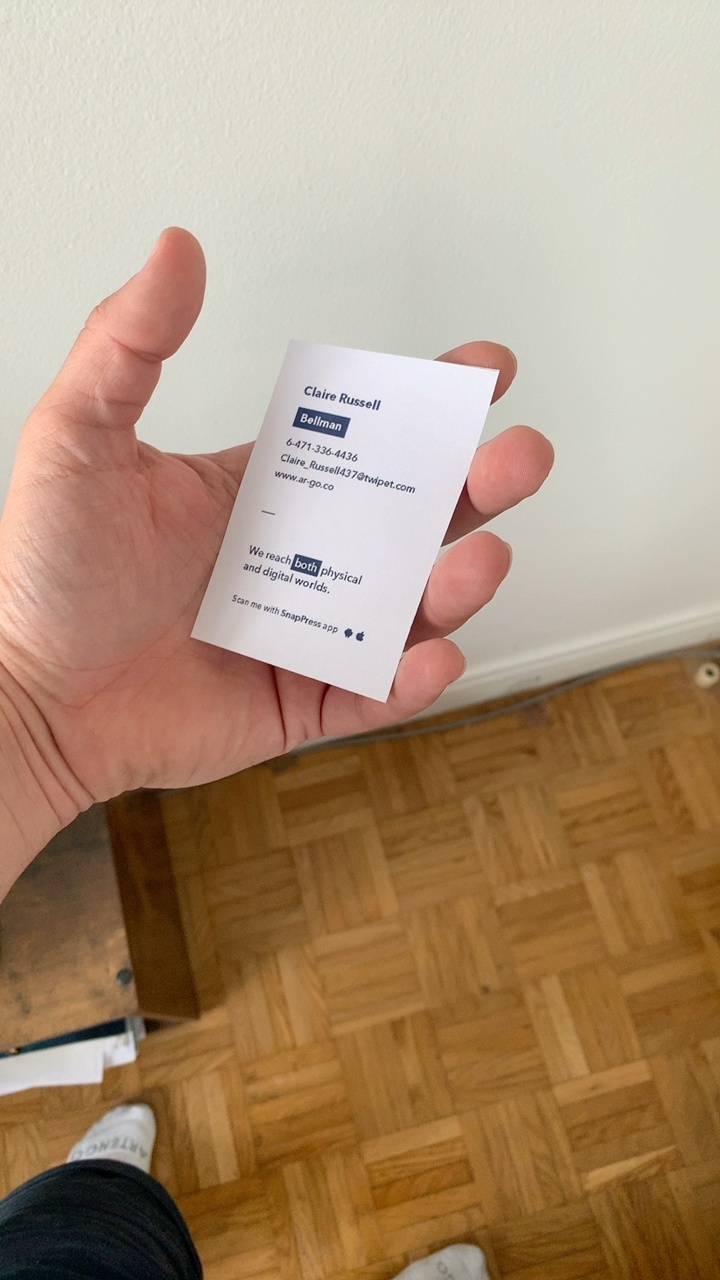 Claire Russell
Bellman
6-471-336-4436
Claire_Russell437@twipet.com
www.ar-go.co
We reach both physical
and digital worlds.
Scan me with SnapPress app
ARTENGO